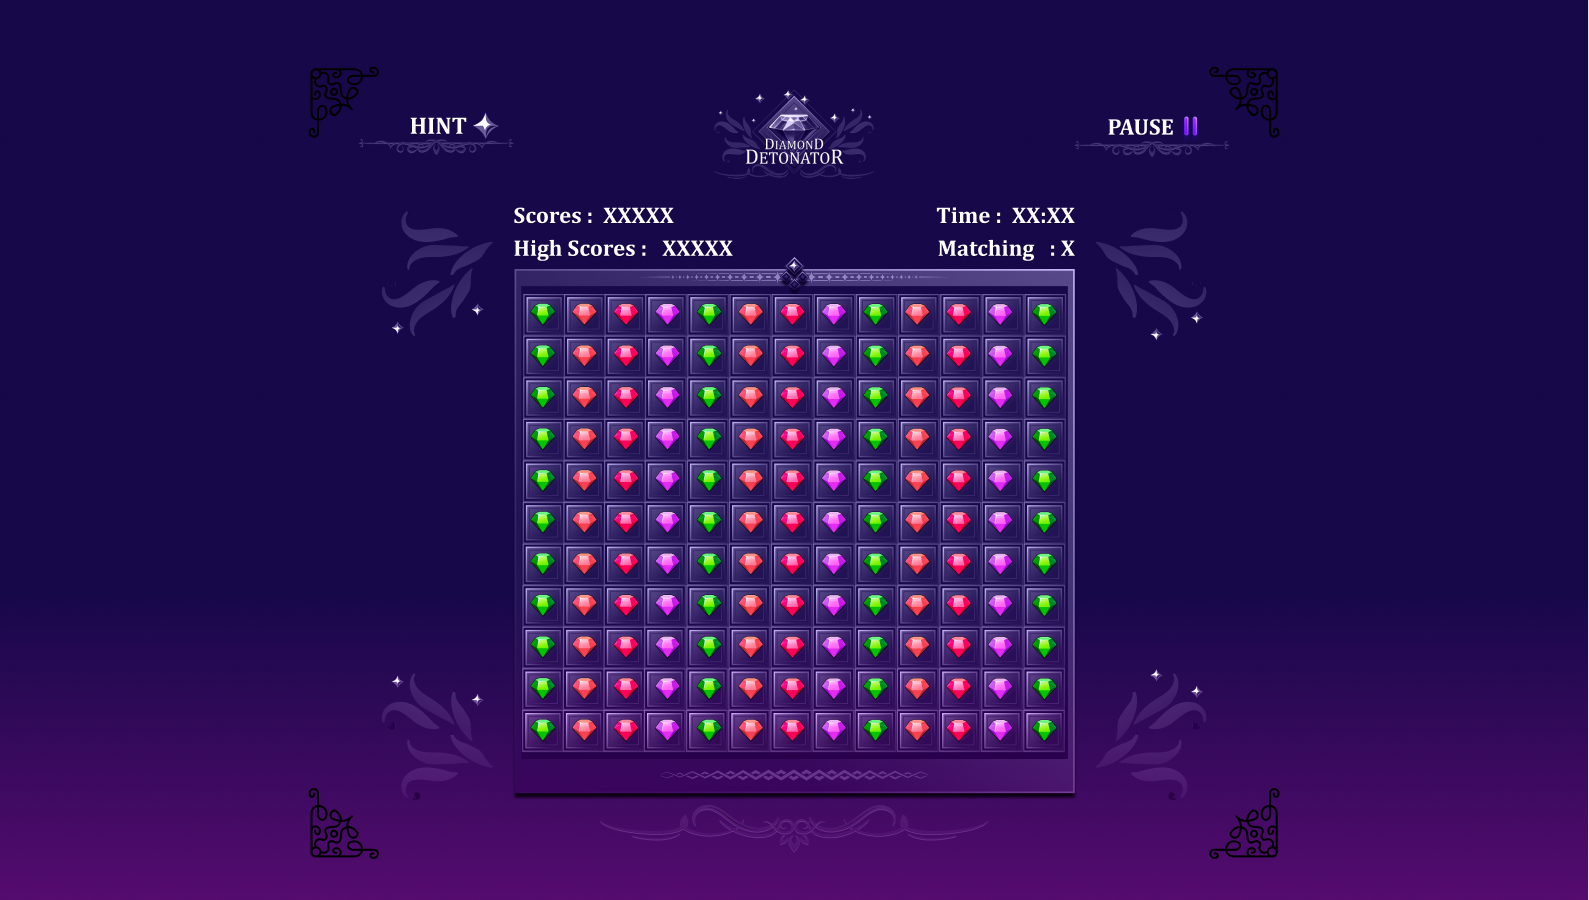 HINT
DIAMOND
DETONATOR
PAUSE
Scores : XXXXX
Time : XX:XX
High Scores : XXXXX
Matching : X